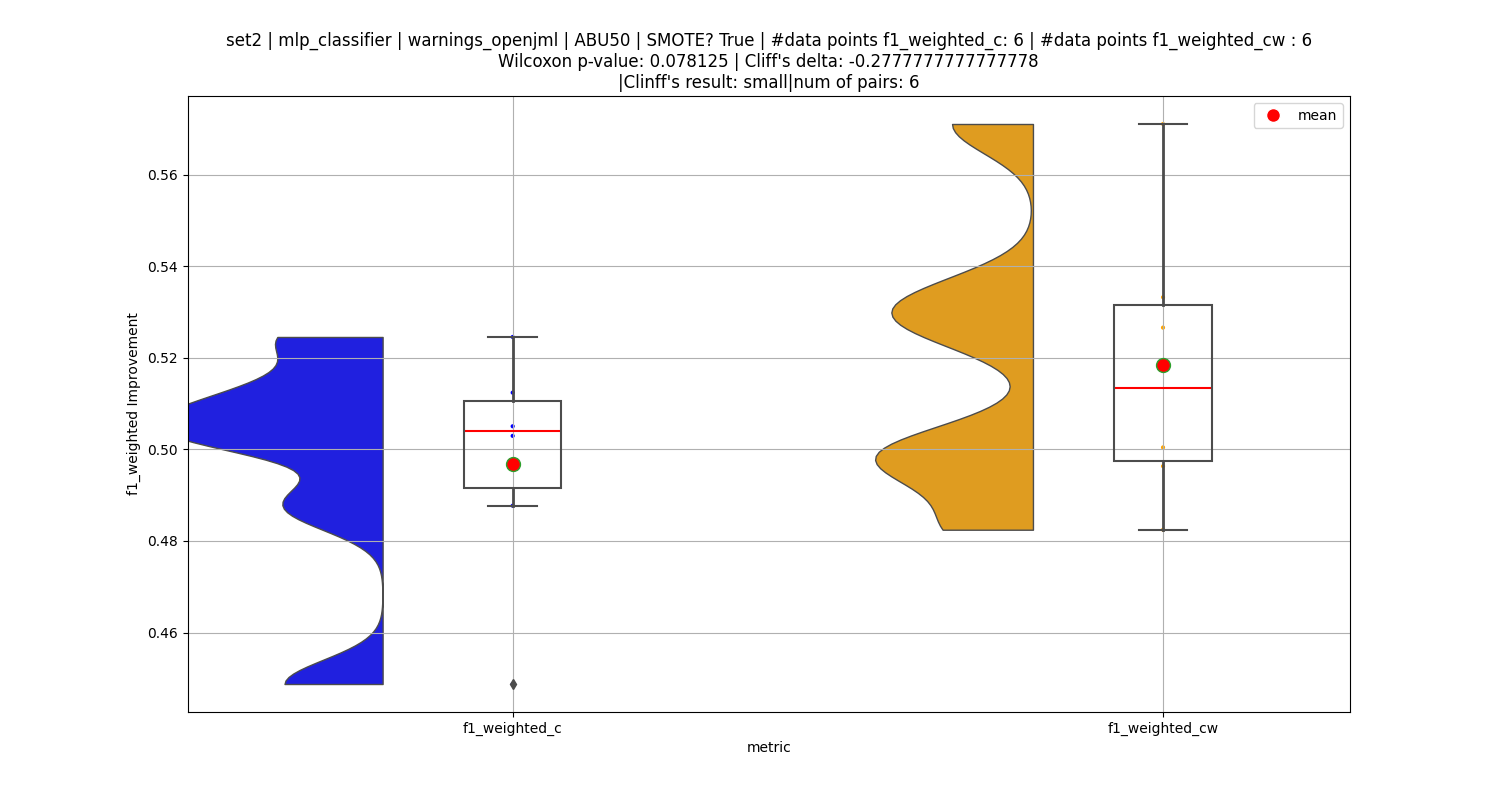 set2 | mlp_classifier | warnings_openjml | ABU50 | SMOTE? True | #data points f1_weighted_c: 6 | #data points f1_weighted_cw : 6
Wilcoxon p-value: 0.078125 | Cliff's delta: -0.2777777777777778
|Clinff's result: small|num of pairs: 6
mean
0.56
0.54
0.52
0.50
0.48
0.46
f1_weighted Improvement
f1_weighted_c
f1_weighted_cw
metric